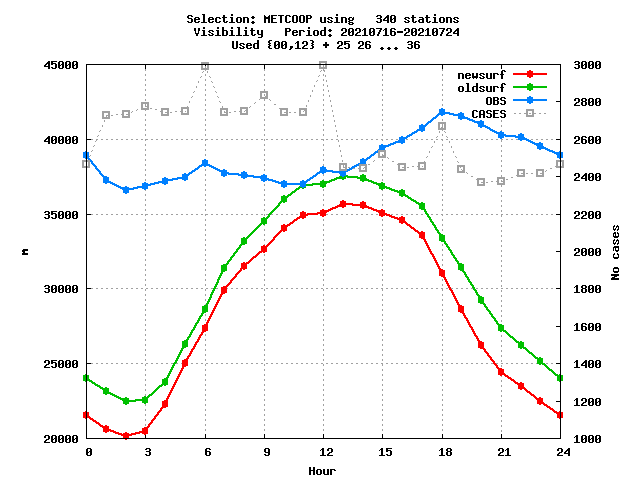 Selection: METCOOP using   340 stations
Visibility   Period: 20210716-20210724
Used {00,12} + 25 26 ... 36
45000
40000
35000
30000
25000
20000
m
3000
2800
2600
2400
2200
2000
1800
1600
1400
1200
1000
No cases
newsurf
oldsurf
OBS
CASES
0 3 6 9 12 15 18 21 24
Hour